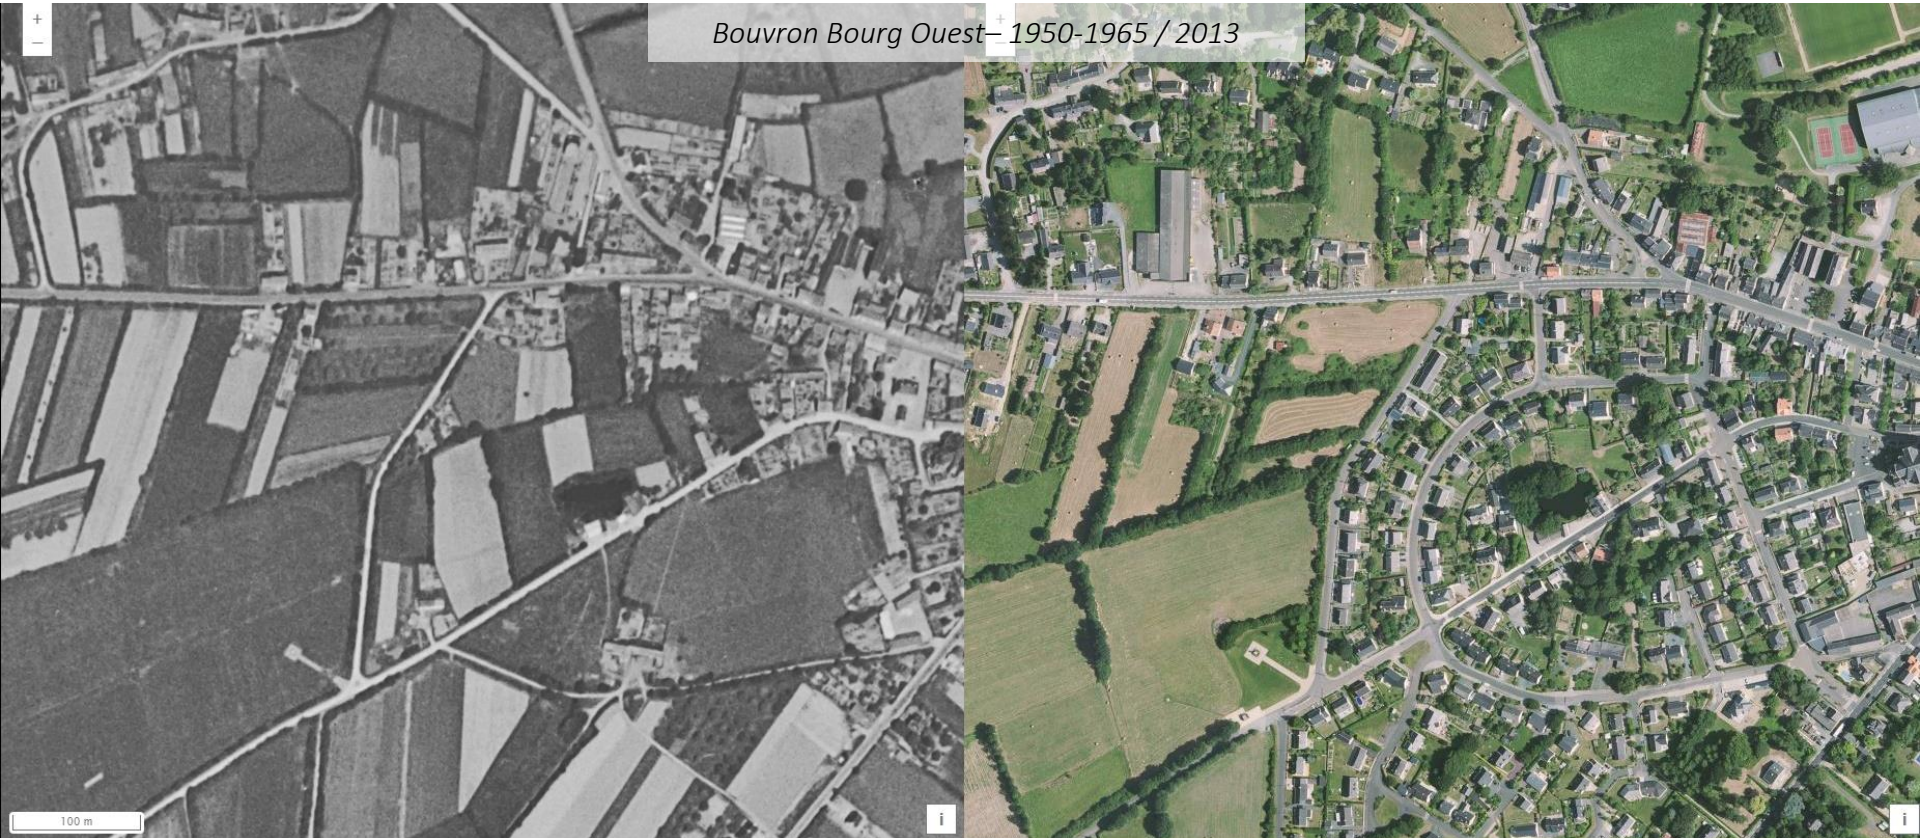 Bouvron Bourg Ouest– 1950-1965 / 2013
+
–
+
–
100 m
i
i